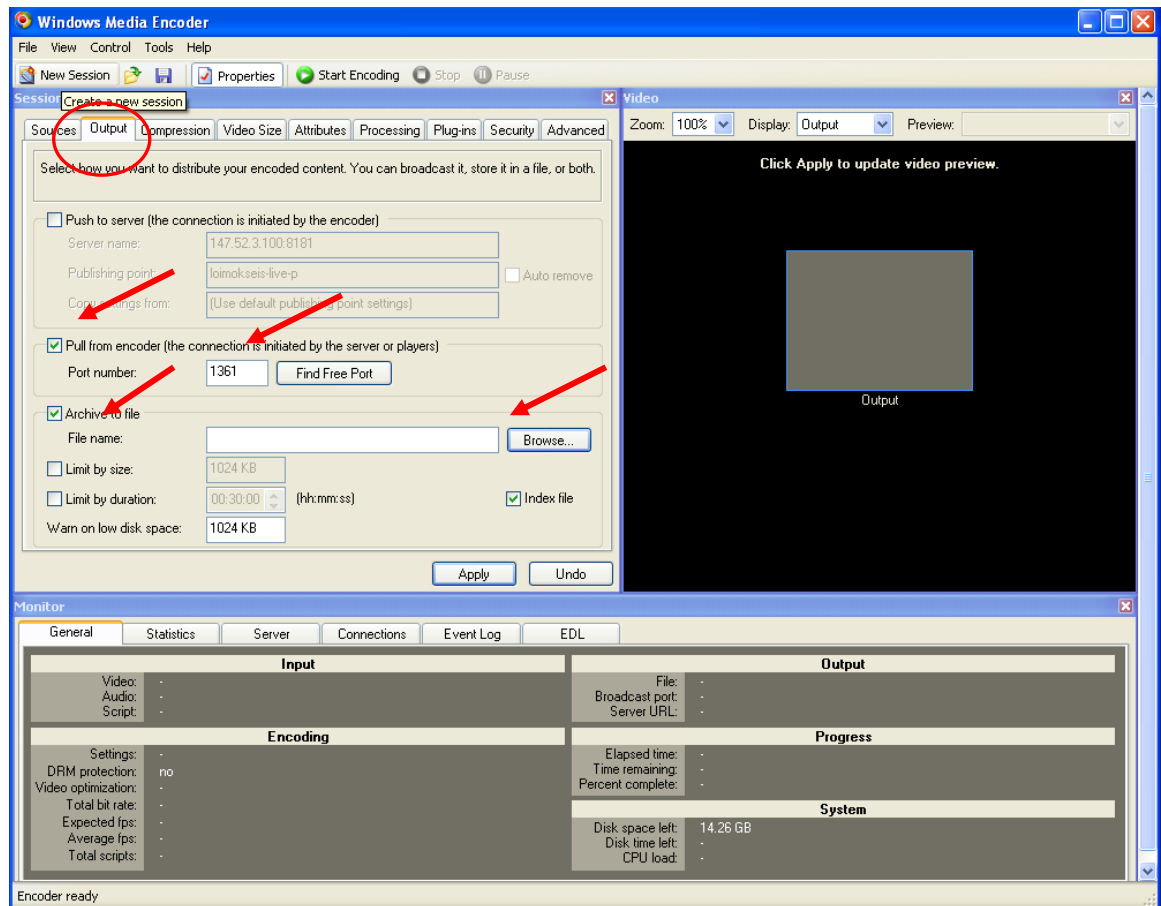 Windows Media Encoder
File View Control Tools Help
New Session Properties Start Encoding Stop Pause
Session
Create a new session
Sources Output Compression Video Size Attributes Processing Plug-ins Security Advanced
Select how you want to distribute your encoded content. You can broadcast it, store it in a file, or both.
Push to server (the connection is initiated by the encoder)
Server name: 147.52.3.100:8181
Publishing point: loimokseis-live-p Auto remove
Copy settings from: (Use default publishing point settings)
Pull from encoder (the connection is initiated by the server or players)
Port number: 1361 Find Free Port
Archive to file
File name: Browse...
Limit by size: 1024 KB
Limit by duration: 00:30:00 (hh:mm:ss) Index file
Warn on low disk space: 1024 KB
Apply Undo
Video
Zoom: 100% Display: Output Preview:
Click Apply to update video preview.
Output
Monitor
General Statistics Server Connections Event Log EDL
Input
Video: -
Audio: -
Script: -
Encoding
Settings: -
DRM protection: no
Video optimization: -
Total bit rate: -
Expected fps: -
Average fps: -
Total scripts: -
Output
File: -
Broadcast port: -
Server URL: -
Progress
Elapsed time: -
Time remaining: -
Percent complete: -
System
Disk space left: 14.26 GB
Disk time left: -
CPU load: -
Encoder ready